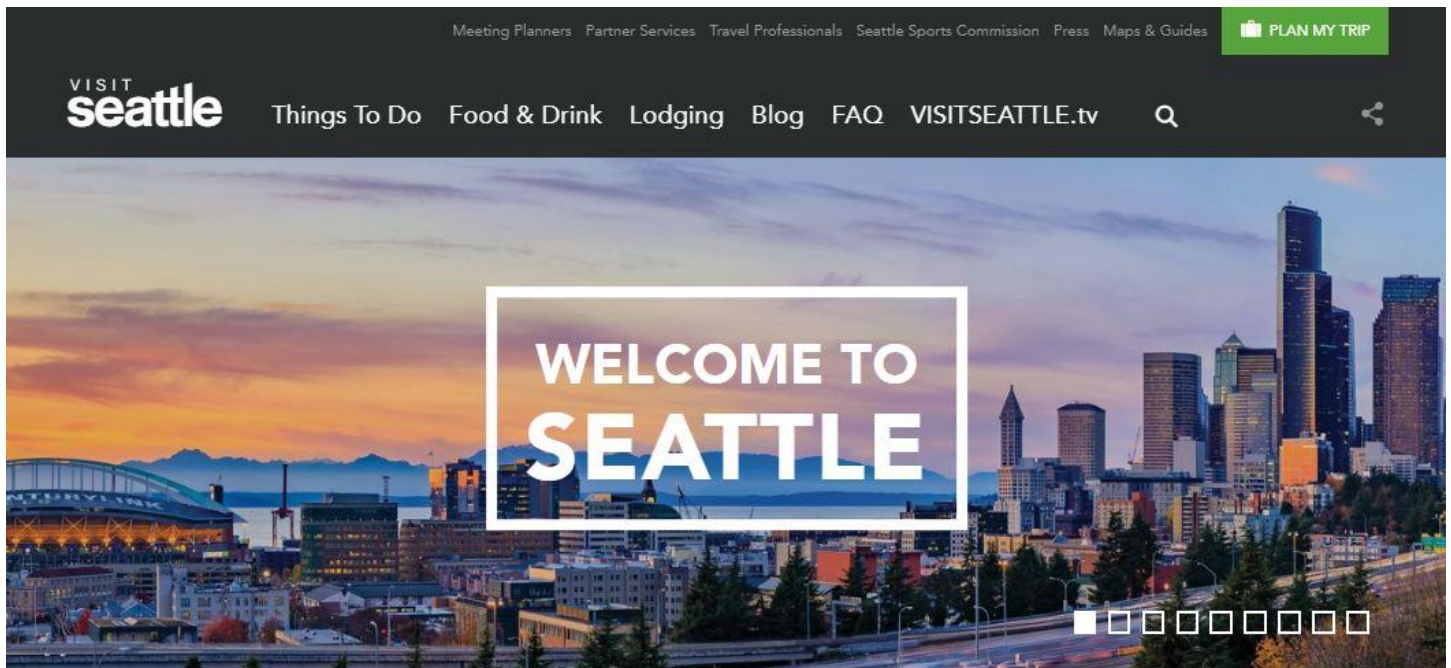 Meeting Planners Partner Services Travel Professionals Seattle Sports Commission Press Maps & Guides PLAN MY TRIP
VISIT
seattle
Things To Do Food & Drink Lodging Blog FAQ VISITSEATTLE.tv
WELCOME TO
SEATTLE
CENTURYLINK